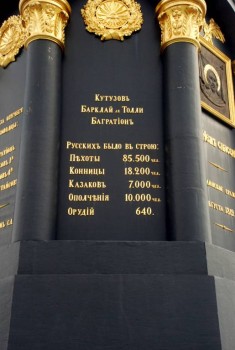 Кутузовъ
Барклай де Толли
Багратіонъ
Русскихъ было въ строю:
Пѣхоты 85.500 чел.
Конницы 18.200 чел.
Казаковъ 7.000 чел.
Ополчѣнія 10.000 чел.
Орудій 640.